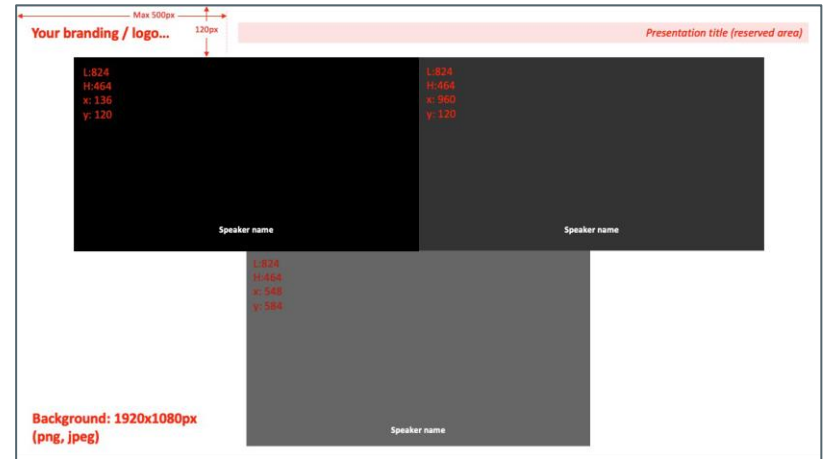 Max 500px
Your branding / logo...
120px
Presentation title (reserved area)
L:824
H:464
x: 136
y: 120
Speaker name
L:824
H:464
x: 960
y: 120
Speaker name
L:824
H:464
x: 548
y: 584
Speaker name
Background: 1920x1080px
(png, jpeg)